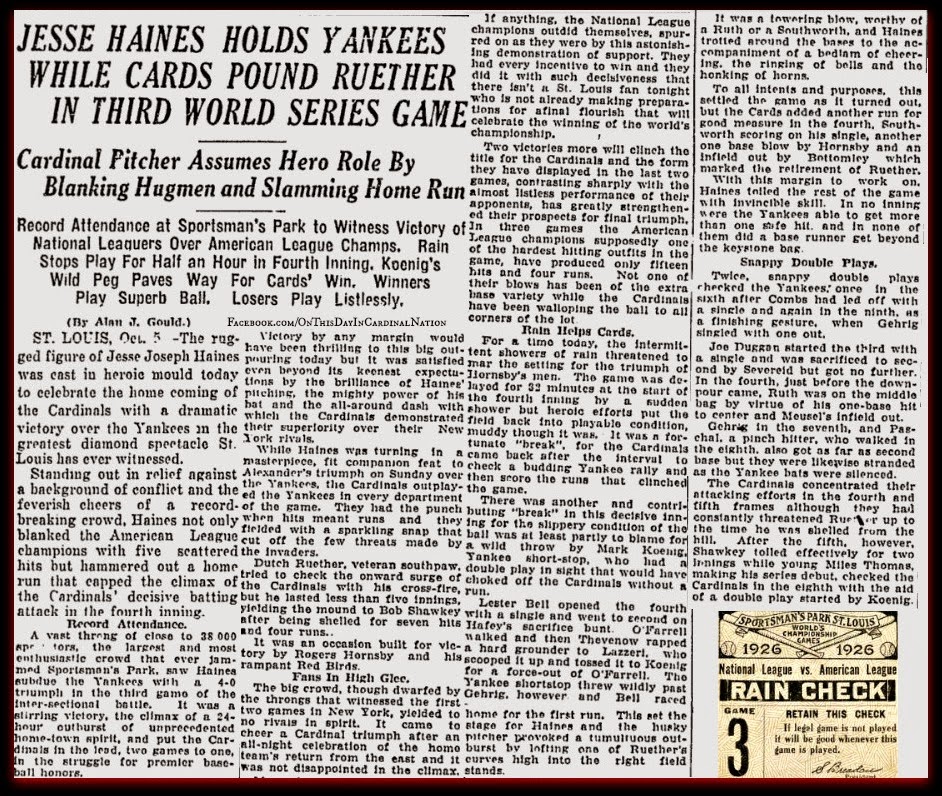 JESSE HAINES HOLDS YANKEES
WHILE CARDS POUND RUETHER
IN THIRD WORLD SERIES GAME
Cardinal Pitcher Assumes Hero Role By
Blanking Hugmen and Slamming Home Run
Record Attendance at Sportsman's Park to Witness Victory of
National Leaguers Over American League Champs. Rain
Stops Play For Half an Hour in Fourth Inning. Koenig's
Wild Peg Paves Way For Cards' Win. Winners
Play Superb Ball. Losers Play Listlessly.
(By Alan J. Gould.)
FACEBOOK.COM/ONTHISDAYINCARDINALNATION
ST. LOUIS, Oct. 5 -The rug-
ged figure of Jesse Joseph Haines
was cast in heroic mould today
to celebrate the home coming of
the Cardinals with a dramatic
victory over the Yankees in the
greatest diamond spectacle St.
Louis has ever witnessed.
Standing out in relief against
a background of conflict and the
feverish cheers of a record-
breaking crowd, Haines not only
blanked the American League
champions with five scattered
hits but hammered out a home
run that capped the climax of
the Cardinals' decisive batting
attack in the fourth inning.
Record Attendance.
A vast throng of close to 38 000
tors, the largest and most
enthusiastic crowd that ever jam-
med Sportsman's Park, saw Haines
subdue the Yankees with a 4-0
triumph in the third game of the
inter-sectional battle. It was a
stirring victory, the climax of a 24-
hour outburst of unprecedented
home-town spirit, and put the Car-
dinals in the lead, two games to one,
in the struggle for premier base-
ball honors.
Victory by any margin would
have been thrilling to this big out-
pouring today but it was satisfied
even beyond its keenest expecta-
tions by the brilliance of Haines'
pitching, the mighty power of his
bat and the all-around dash with
which the Cardinals demonstrated
their superiority over their New
York rivals.
While Haines was turning in a
masterpiece, fit companion feat to
Alexander's triumph on Sunday over
the Yankees, the Cardinals outplay-
ed the Yankees in every department
of the game. They had the punch
when hits meant runs and they
fielded with a sparkling snap that
cut off the few threats made by
the invaders.
Dutch Ruether, veteran southpaw,
tried to check the onward surge of
the Cardinals with his cross-fire,
but he lasted less than five innings,
yielding the mound to Bob Shawkey
after being shelled for seven hits
and four runs..
It was an occasion built for vic-
tory by Rogers Hornsby and his
rampant Red Birds.
Fans In High Glee.
The big crowd, though dwarfed by
the throngs that witnessed the first
two games in New York, yielded to
no rivals in spirit. It came to
cheer a Cardinal triumph after an
all-night celebration of the home
team's return from the east and it
was not disappointed in the climax.
If anything, the National League
champions outdid themselves, spur-
red on as they were by this astonish-
ing demonstration of support. They
had every incentive to win and they
did it with such decisiveness that
there isn't a St. Louis fan tonight
who is not already making prepara-
tions for afinal flourish that will
celebrate the winning of the world's
championship.
Two victories more will clinch the
title for the Cardinals and the form
they have displayed in the last two
games, contrasting sharply with the
almost listless performance of their
apponents, has greatly strengthen-
ed their prospects for final triumph.
In three games the American
League champions supposedly one
of the hardest hitting outfits in the
game, have produced only fifteen
hits and four runs. Not one of
their blows has been of the extra
base variety while the Cardinals
have been walloping the ball to all
corners of the lot.
Rain Helps Cards.
For a time today, the intermit-
tent showers of rain threatened to
mar the setting for the triumph of
Hornsby's men. The game was de-
layed for 32 minutes at the start of
the fourth inning by a sudden
shower but heroic efforts put the
field back into playable condition,
muddy though it was. It was a for-
tunate "break" for the Cardinals
came back after the interval to
check a budding Yankee rally and
then score the runs that clinched
the game.
There was another and contri-
buting "break" in this decisive inn-
ing for the slippery condition of the
ball was at least partly to blame for
a wild throw by Mark Koenig,
Yankee short-stop, who had a
double play in sight that would have
choked off the Cardinals without a
run.
Lester Bell opened the fourth
with a single and went to second on
Hafey's sacrifice bunt. O'Farrell
walked and then Thevenow rapped
a hard grounder to Lazzeri, who
scooped it up and tossed it to Koenig
for a force-out of O'Farrell. The
Yankee shortstop threw wildly past
Gehrig, however and Bell raced
home for the first run. This set the
stage for Haines and the husky
pitcher provoked a tumultuous out-
burst by lofting one of Ruether's
curves high into the right field
stands.
It was a towering blow, worthy of
a Ruth or a Southworth, and Haines
trotted around the bases to the ac-
companiment of a bedlam of cheer-
ing, the ringing of bells and the
honking of horns.
To all intents and purposes, this
settled the game as it turned out,
but the Cards added another run for
good measure in the fourth, South-
worth scoring on his single, another
one base blow by Hornsby and an
infield out by Bottomley which
marked the retirement of Ruether.
With this margin to work on,
Haines toiled the rest of the game
with invincible skill. In no inning
were the Yankees able to get more
than one safe hit and in none of
them did a base runner get beyond
the keystone bag.
Snappy Double Plays.
Twice, snappy double plays
checked the Yankees, once in the
sixth after Combs had led off with
a single and again in the ninth, as
a finishing gesture, when Gehrig
singled with one out.
Joe Duggan started the third with
a single and was sacrificed to sec-
ond by Severeid but got no further.
In the fourth, just before the down-
pour came, Ruth was on the middle
bag by virtue of his one-base hit
to center and Meusel's infield out.
Gehrig in the seventh, and Pas-
chal, a pinch hitter, who walked in
the eighth, also got as far as second
base but they were likewise stranded
as the Yankee bats were silenced.
The Cardinals concentrated their
attacking efforts in the fourth and
fifth frames although they had
constantly threatened up to
the time he was shelled from the
hill. After the fifth, however,
Shawkey toiled effectively for two
innings while young Miles Thomas,
making his series debut, checked the
Cardinals in the eighth with the aid
of a double play started by Koenig.
SPORTSMAN'S PARK ST. LOUIS
WORLD'S
CHAMPIONSHIP
GAMES
1926 1926
National League vs. American League
RAIN CHECK
GAME
3
RETAIN THIS CHECK
If legal game is not played
it will be good whenever this
game is played.
President